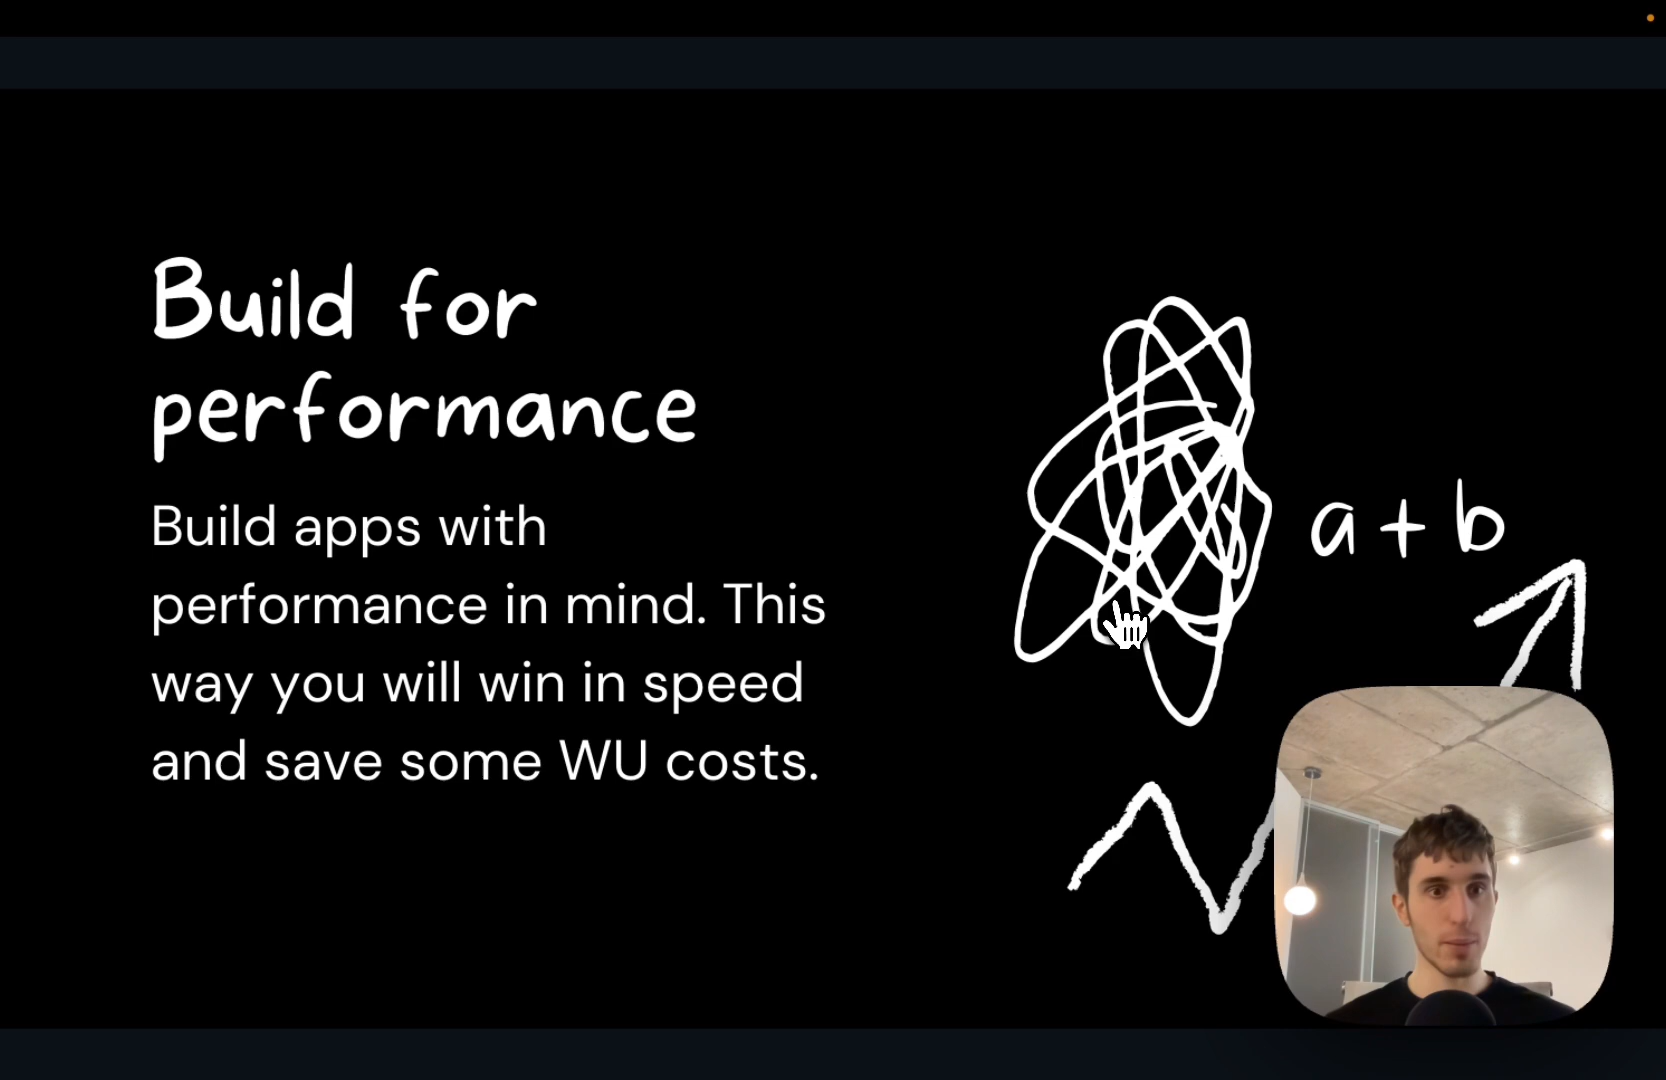 Build for
performance
Build apps with
performance in mind. This
way you will win in speed
and save some WU costs.
a + b